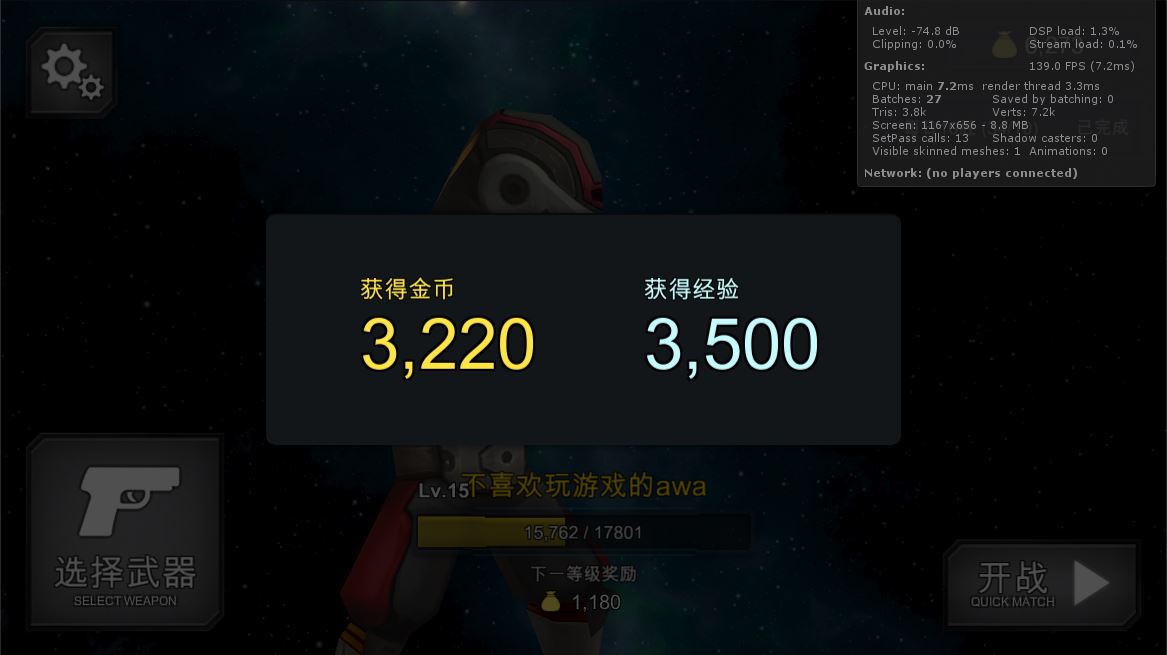 Audio:
Level: -74.8 dB DSP load: 1.3%
Clipping: 0.0% Stream load: 0.1%
Graphics: 139.0 FPS (7.2ms)
CPU: main 7.2ms render thread 3.3ms
Batches: 27 Saved by batching: 0
Tris: 3.8k Verts: 7.2k
Screen: 1167x656 - 8.8 MB
SetPass calls: 13 Shadow casters: 0
Visible skinned meshes: 1 Animations: 0
Network: (no players connected)
已完成
获得金币 获得经验
3,220 3,500
Lv.15 不喜欢玩游戏的awa
15,762 / 17801
下一等级奖励
1,180
选择武器
SELECT WEAPON
开战
QUICK MATCH